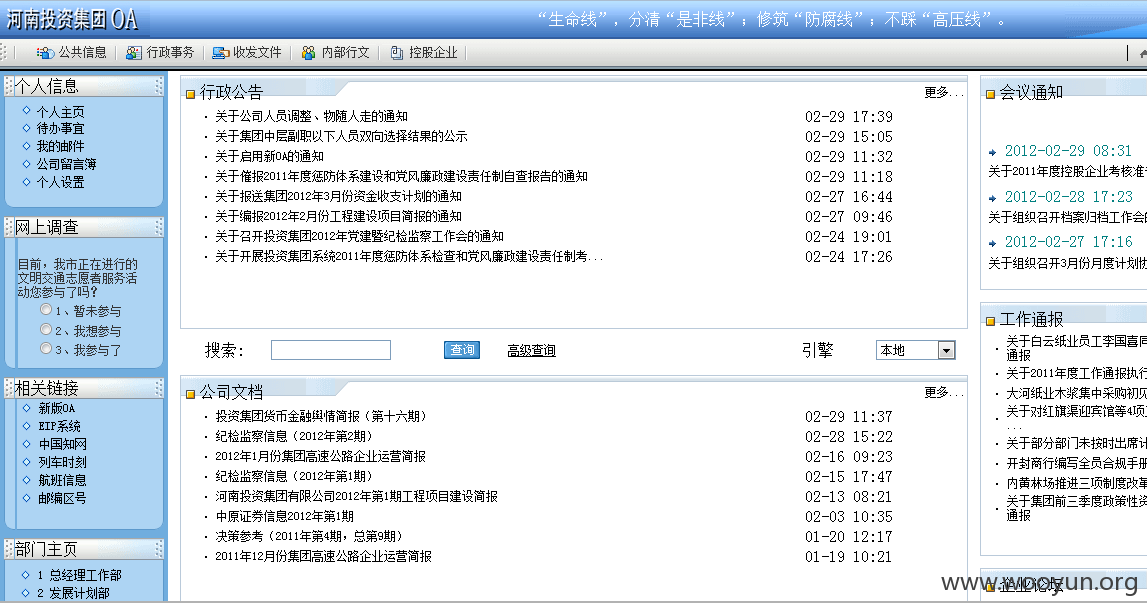 河南投资集团 OA
“生命线”，分清“是非线”；修筑“防腐线”；不踩“高压线”。
公共信息 行政事务 收发文件 内部行文 控股企业
个人信息
个人主页
待办事宜
我的邮件
公司留言簿
个人设置
网上调查
目前，我市正在进行的
文明交通志愿者服务活
动您参与了吗？
1、暂未参与
2、我想参与
3、我参与了
相关链接
新版OA
EIP系统
中国知网
列车时刻
航班信息
邮编区号
部门主页
1 总经理工作部
2 发展计划部
行政公告 更多...
关于公司人员调整、物随人走的通知 02-29 17:39
关于集团中层副职以下人员双向选择结果的公示 02-29 15:05
关于启用新OA的通知 02-29 11:32
关于催报2011年度惩防体系建设和党风廉政建设责任制自查报告的通知 02-29 11:18
关于报送集团2012年3月份资金收支计划的通知 02-27 16:44
关于编报2012年2月份工程建设项目简报的通知 02-27 09:46
关于召开投资集团2012年党建暨纪检监察工作会的通知 02-24 19:01
关于开展投资集团系统2011年度惩防体系检查和党风廉政建设责任制考... 02-24 17:26
搜索： 查询 高级查询 引擎 本地
公司文档 更多...
投资集团货币金融舆情简报（第十六期） 02-29 11:37
纪检监察信息（2012年第2期） 02-28 15:22
2012年1月份集团高速公路企业运营简报 02-16 09:23
纪检监察信息（2012年第1期） 02-15 17:47
河南投资集团有限公司2012年第1期工程项目建设简报 02-13 08:21
中原证券信息2012年第1期 02-03 10:35
决策参考（2011年第4期，总第9期） 01-20 12:17
2011年12月份集团高速公路企业运营简报 01-19 10:21
会议通知
2012-02-29 08:31
关于2011年度控股企业考核准
2012-02-28 17:23
关于组织召开档案归档工作会
2012-02-27 17:16
关于组织召开3月份月度计划协
工作通报
关于白云纸业员工李国喜同
通报
关于2011年度工作通报执行
大河纸业木浆集中采购初见
关于对红旗渠迎宾馆等4项
...
关于部分部门未按时出席计
开封商行编写全员合规手册
内黄林场推进三项制度改革
关于集团前三季度政策性资
通报
企业论坛
www.wooyun.org